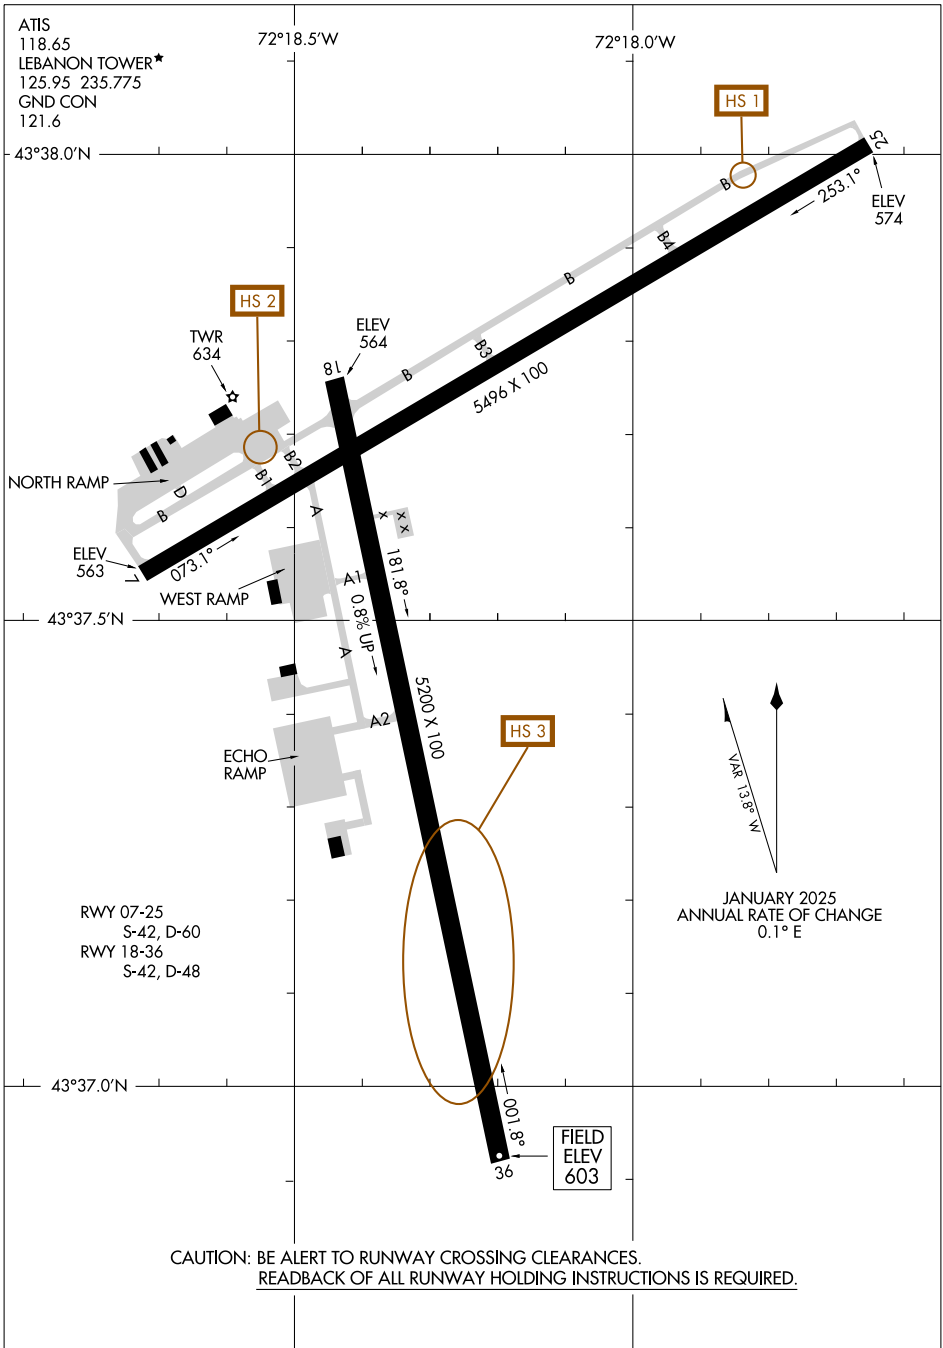 ATIS
118.65
LEBANON TOWER★
125.95 235.775
GND CON
121.6
72°18.5'W
72°18.0'W
HS 1
43°38.0'N
25
B
253.1°
ELEV
574
B4
B
HS 2
TWR
634
ELEV
564
18
B3
B
5496 X 100
B2
B1
NORTH RAMP
D
B
A
X
X
X
ELEV
563
7
073.1°
WEST RAMP
A1
181.8°
0.8% UP
43°37.5'N
A
A2
5200 X 100
HS 3
ECHO
RAMP
VAR 13.8° W
JANUARY 2025
ANNUAL RATE OF CHANGE
0.1° E
RWY 07-25
S-42, D-60
RWY 18-36
S-42, D-48
43°37.0'N
001.8°
36
FIELD
ELEV
603
CAUTION: BE ALERT TO RUNWAY CROSSING CLEARANCES.
READBACK OF ALL RUNWAY HOLDING INSTRUCTIONS IS REQUIRED.